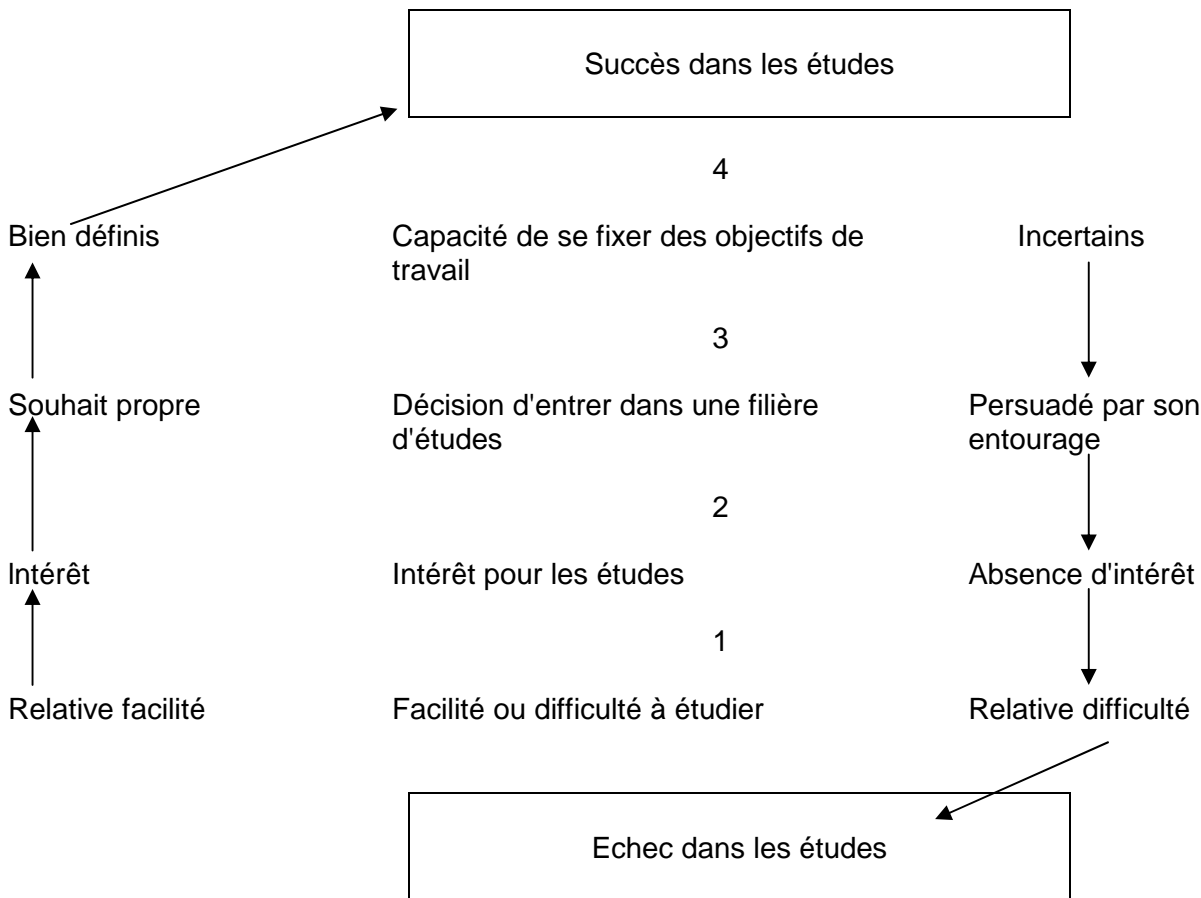 Succès dans les études
4
Bien définis Capacité de se fixer des objectifs de Incertains
travail
3
Souhait propre Décision d'entrer dans une filière Persuadé par son
d'études entourage
2
Intérêt Intérêt pour les études Absence d'intérêt
1
Relative facilité Facilité ou difficulté à étudier Relative difficulté
Echec dans les études